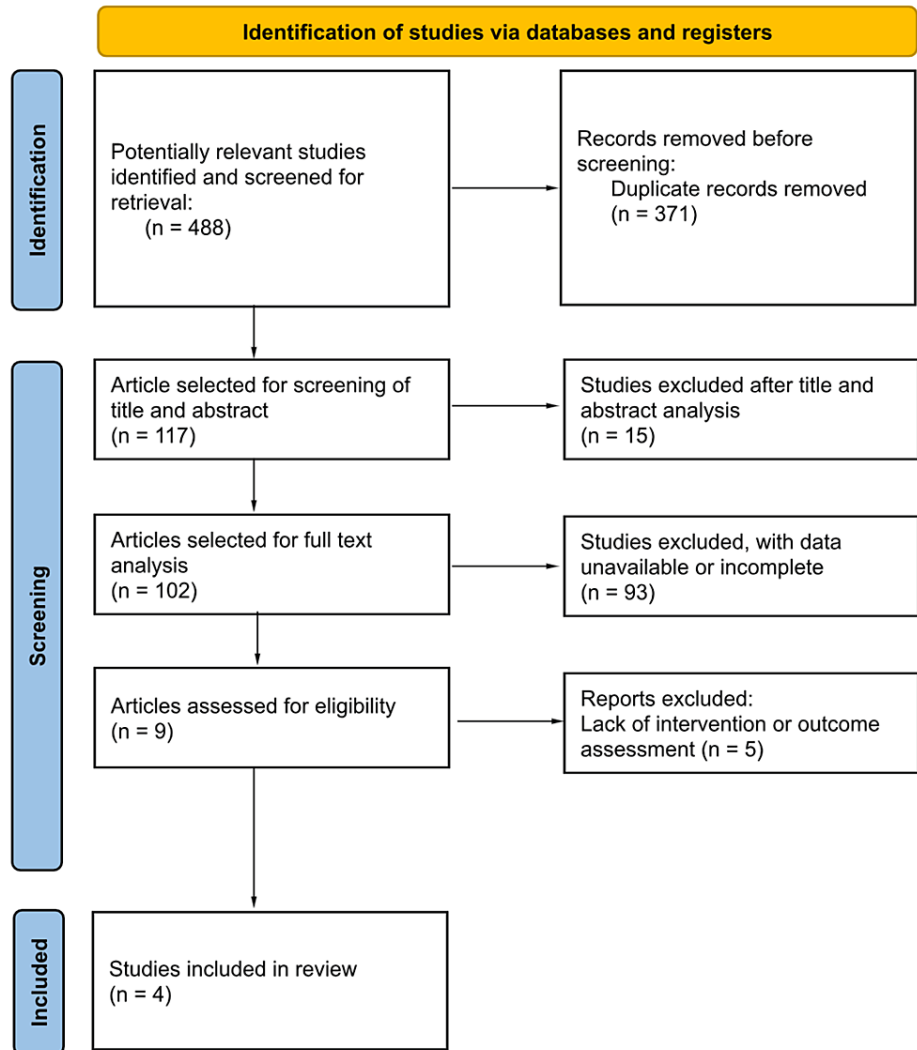 Identification of studies via databases and registers
Identification
Potentially relevant studies
identified and screened for
retrieval:
(n = 488)
Records removed before
screening:
Duplicate records removed
(n = 371)
Screening
Article selected for screening of
title and abstract
(n = 117)
Studies excluded after title and
abstract analysis
(n = 15)
Articles selected for full text
analysis
(n = 102)
Studies excluded, with data
unavailable or incomplete
(n = 93)
Articles assessed for eligibility
(n = 9)
Reports excluded:
Lack of intervention or outcome
assessment (n = 5)
Included
Studies included in review
(n = 4)